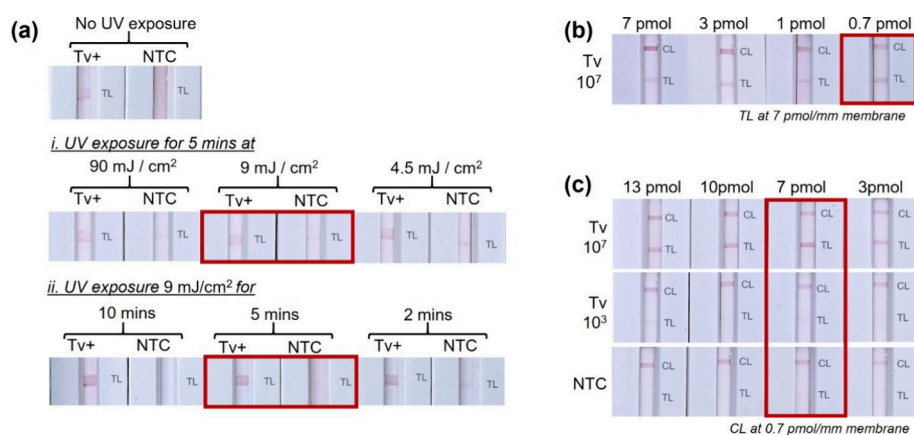 (a)
No UV exposure
Tv+ NTC
TL TL
i. UV exposure for 5 mins at
90 mJ / cm² 9 mJ / cm² 4.5 mJ / cm²
Tv+ NTC Tv+ NTC Tv+ NTC
TL TL TL TL TL TL
ii. UV exposure 9 mJ/cm² for
10 mins 5 mins 2 mins
Tv+ NTC Tv+ NTC Tv+ NTC
TL TL TL TL TL TL
(b)
7 pmol 3 pmol 1 pmol 0.7 pmol
CL CL CL CL
Tv
10⁷
TL TL TL TL
TL at 7 pmol/mm membrane
(c)
13 pmol 10pmol 7 pmol 3pmol
CL CL CL CL
Tv
10⁷
TL TL TL TL
CL CL CL CL
Tv
10³
TL TL TL TL
CL CL CL CL
NTC
TL TL TL TL
CL at 0.7 pmol/mm membrane